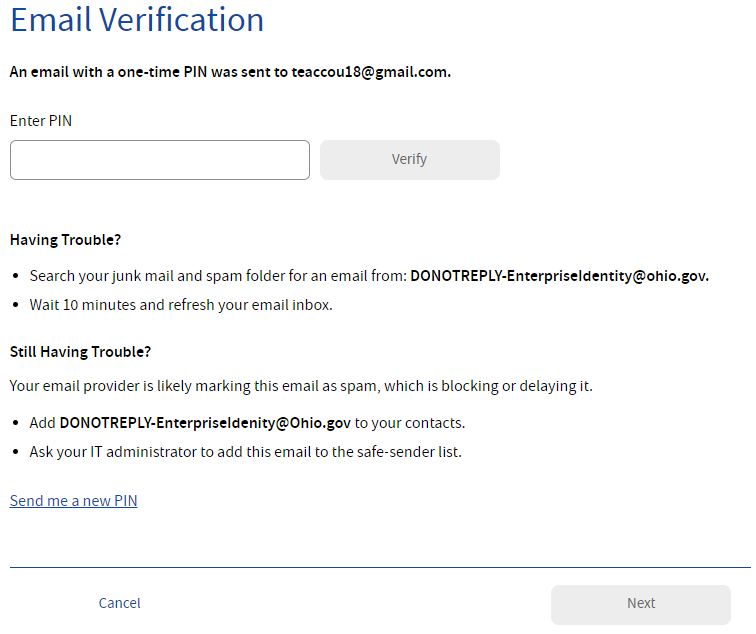 Email Verification
An email with a one-time PIN was sent to teaccou18@gmail.com.
Enter PIN
Verify
Having Trouble?
• Search your junk mail and spam folder for an email from: DONOTREPLY-EnterpriseIdentity@ohio.gov.
• Wait 10 minutes and refresh your email inbox.
Still Having Trouble?
Your email provider is likely marking this email as spam, which is blocking or delaying it.
• Add DONOTREPLY-EnterpriseIdenity@Ohio.gov to your contacts.
• Ask your IT administrator to add this email to the safe-sender list.
Send me a new PIN
Cancel
Next